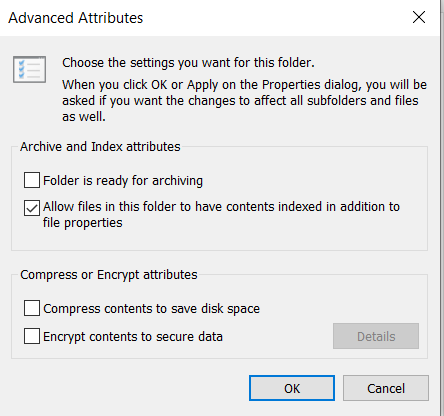 Advanced Attributes
Choose the settings you want for this folder.
When you click OK or Apply on the Properties dialog, you will be
asked if you want the changes to affect all subfolders and files
as well.
Archive and Index attributes
Folder is ready for archiving
Allow files in this folder to have contents indexed in addition to
file properties
Compress or Encrypt attributes
Compress contents to save disk space
Encrypt contents to secure data
Details
OK
Cancel